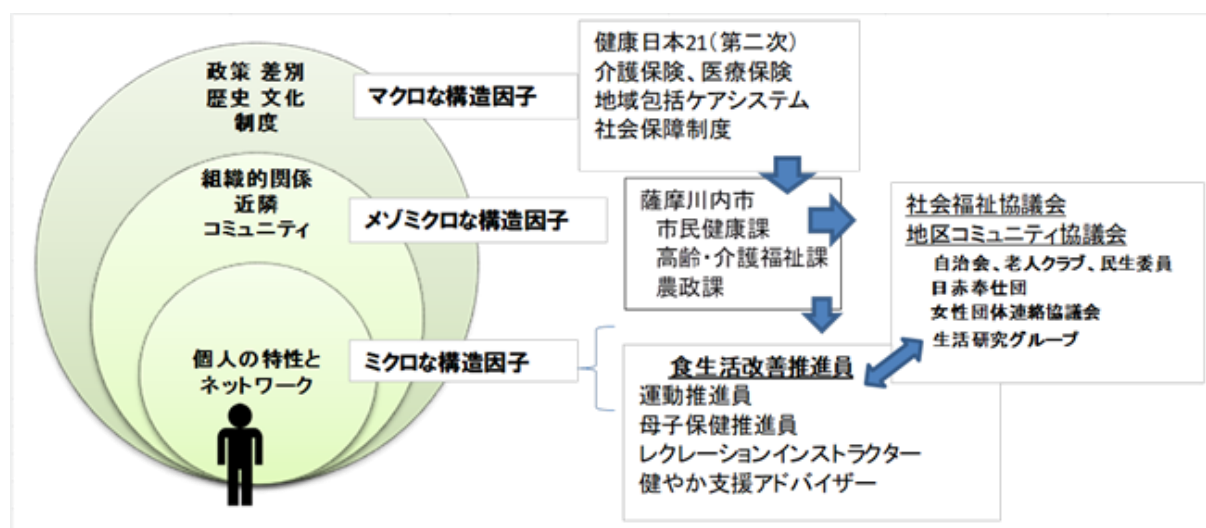 政策 差別
歴史 文化
制度
マクロな構造因子
健康日本21(第二次)
介護保険、医療保険
地域包括ケアシステム
社会保障制度
組織的関係
近隣
コミュニティ
メゾミクロな構造因子
薩摩川内市
市民健康課
高齢・介護福祉課
農政課
社会福祉協議会
地区コミュニティ協議会
自治会、老人クラブ、民生委員
日赤奉仕団
女性団体連絡協議会
生活研究グループ
個人の特性と
ネットワーク
ミクロな構造因子
食生活改善推進員
運動推進員
母子保健推進員
レクレーションインストラクター
健やか支援アドバイザー